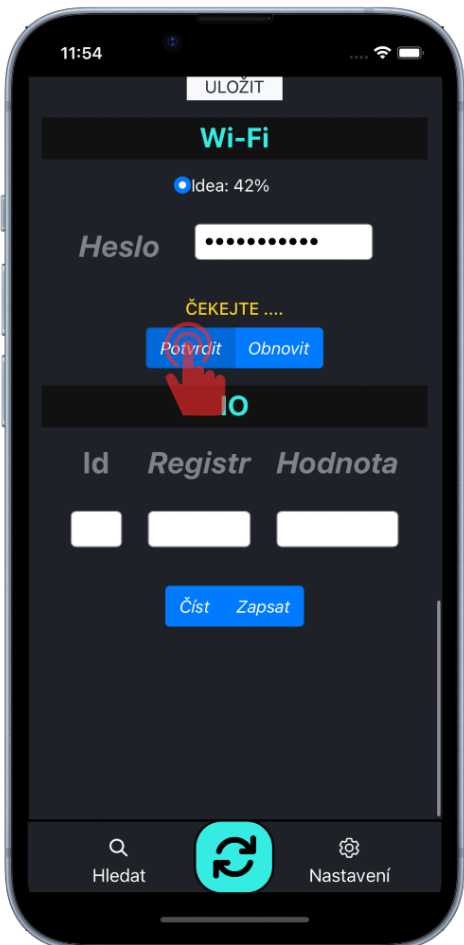 11:54
ULOŽIT
Wi-Fi
Idea: 42%
Heslo •••••••••••
ČEKEJTE ....
Potvrdit Obnovit
IO
Id Registr Hodnota
Číst Zapsat
Hledat Nastavení